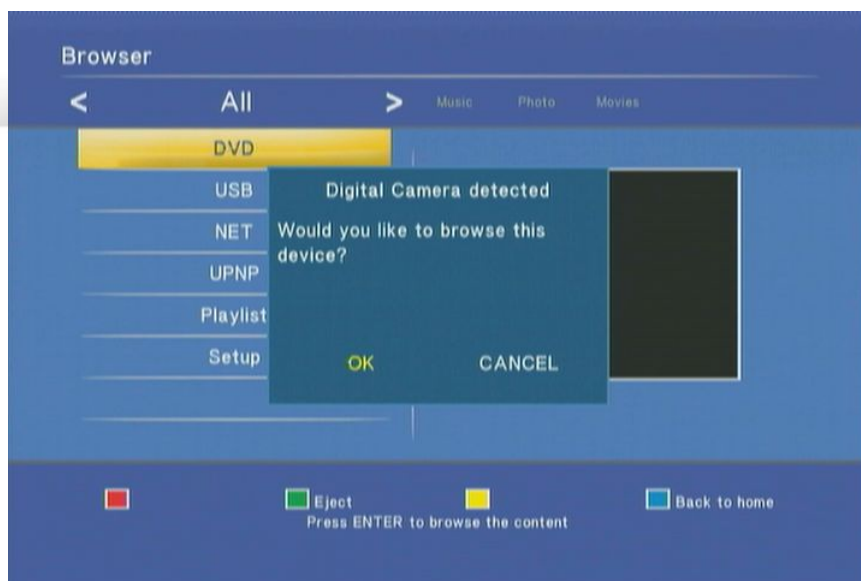 Browser
< All > Music Photo Movies
DVD
USB
NET
UPNP
Playlist
Setup
Digital Camera detected
Would you like to browse this
device?
OK CANCEL
Eject Back to home
Press ENTER to browse the content